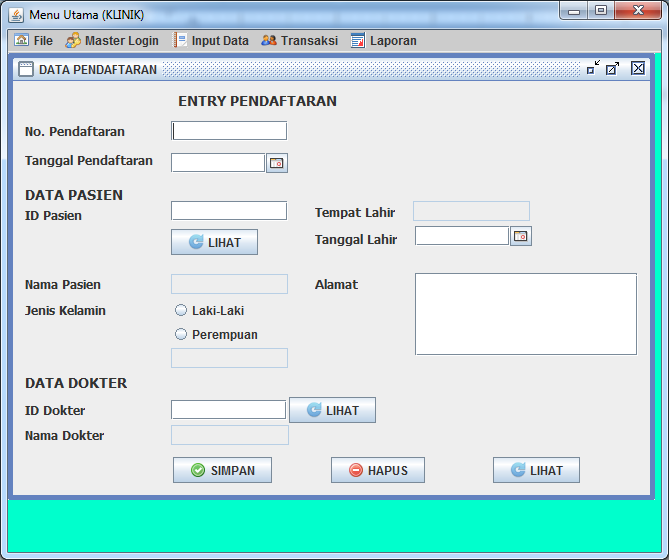 Menu Utama (KLINIK)
File Master Login Input Data Transaksi Laporan
DATA PENDAFTARAN
ENTRY PENDAFTARAN
No. Pendaftaran
Tanggal Pendaftaran
DATA PASIEN
ID Pasien
Tempat Lahir
LIHAT
Tanggal Lahir
Nama Pasien
Alamat
Jenis Kelamin
Laki-Laki
Perempuan
DATA DOKTER
ID Dokter
LIHAT
Nama Dokter
SIMPAN HAPUS LIHAT